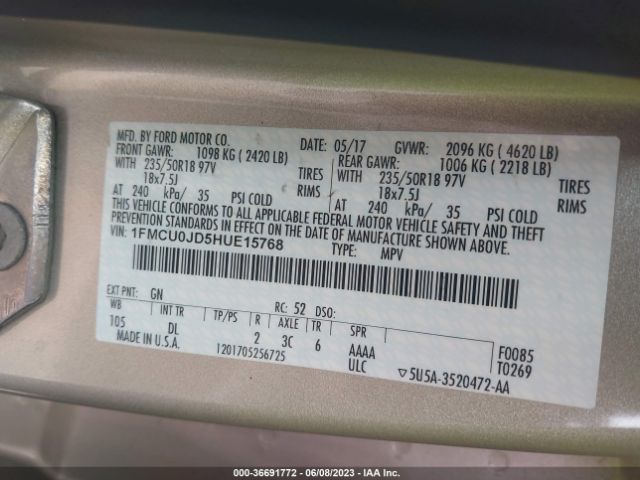 MFD. BY FORD MOTOR CO.
DATE: 05/17 GVWR: 2096 KG ( 4620 LB)
FRONT GAWR: 1098 KG ( 2420 LB)
REAR GAWR: 1006 KG ( 2218 LB)
WITH 235/50R18 97V TIRES
WITH 235/50R18 97V TIRES
18x7.5J RIMS
18x7.5J RIMS
AT 240 kPa/ 35 PSI COLD
AT 240 kPa/ 35 PSI COLD
THIS VEHICLE CONFORMS TO ALL APPLICABLE FEDERAL MOTOR VEHICLE SAFETY AND THEFT PREVENTION
STANDARDS IN EFFECT ON THE DATE OF MANUFACTURE SHOWN ABOVE.
VIN: 1FMCU0JD5HUE15768
TYPE: MPV
EXT PNT: GN RC: 52 DSO:
WB INT TR TP/PS R AXLE TR SPR
105 DL 2 3C 6 AAAA
MADE IN U.S.A. 1201705256725 ULC
F0085
T0269
▽5U5A-3520472-AA
000-36691772 - 06/08/2023 - IAA Inc.